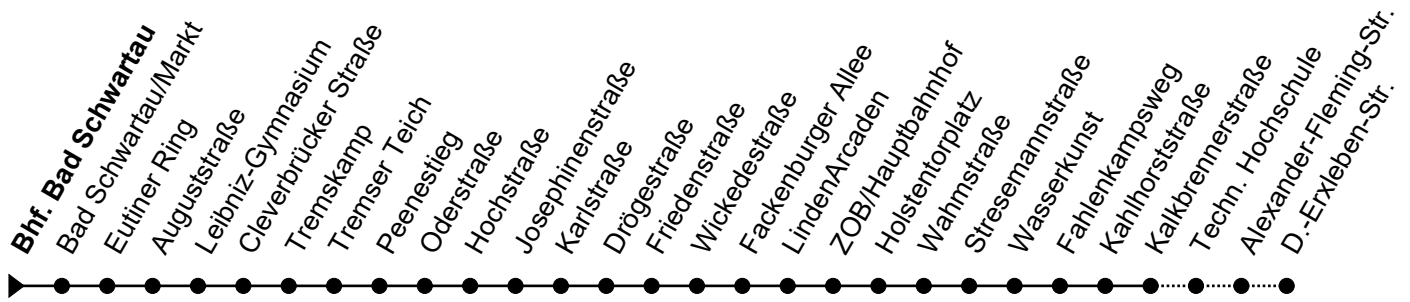 Bhf. Bad Schwartau
Bad Schwartau/Markt
Eutiner Ring
Auguststraße
Leibniz-Gymnasium
Cleverbrücker Straße
Tremskamp
Tremser Teich
Peenestieg
Oderstraße
Hochstraße
Josephinenstraße
Karlstraße
Drögestraße
Friedenstraße
Wickedestraße
Fackenburger Allee
LindenArcaden
ZOB/Hauptbahnhof
Holstentorplatz
Wahmstraße
Stresemannstraße
Wasserkunst
Fahlenkampsweg
Kahlhorststraße
Kalkbrennerstraße
Techn. Hochschule
Alexander-Fleming-Str.
D.-Erxleben-Str.